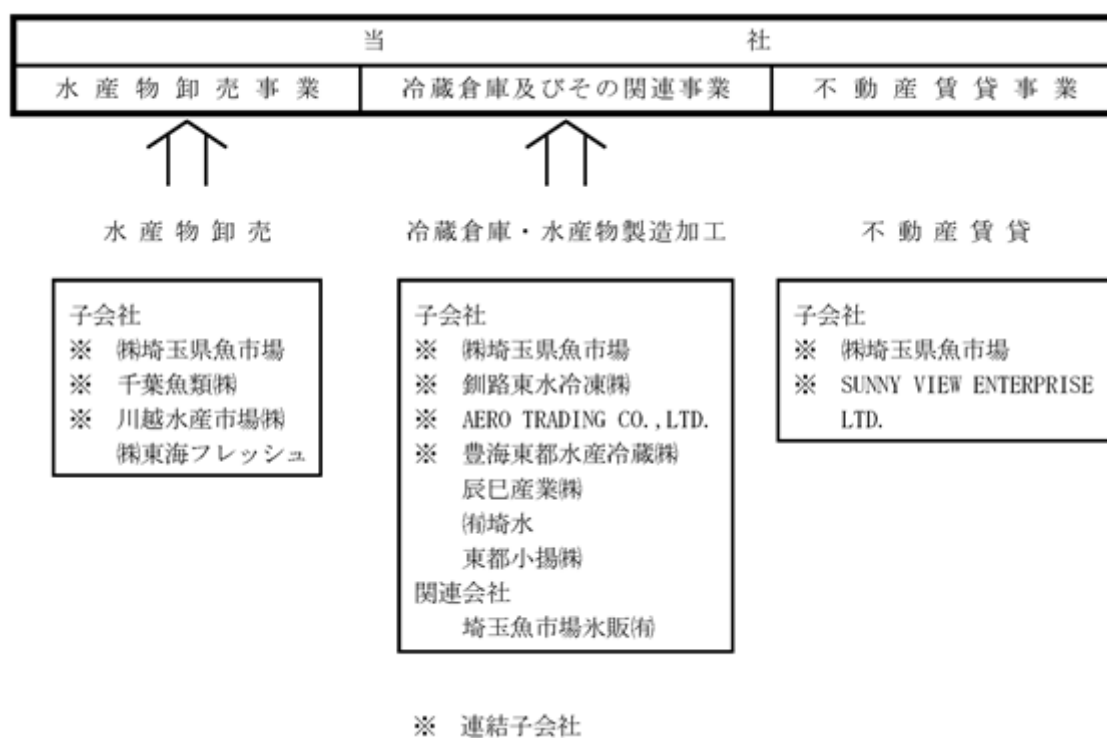 当社
水産物卸売事業
冷蔵倉庫及びその関連事業
不動産賃貸事業
水産物卸売
子会社
※ ㈱埼玉県魚市場
※ 千葉魚類㈱
※ 川越水産市場㈱
㈱東海フレッシュ
冷蔵倉庫・水産物製造加工
子会社
※ ㈱埼玉県魚市場
※ 釧路東水冷凍㈱
※ AERO TRADING CO.,LTD.
※ 豊海東都水産冷蔵㈱
辰巳産業㈱
㈲埼水
東都小揚㈱
関連会社
埼玉魚市場氷販㈲
不動産賃貸
子会社
※ ㈱埼玉県魚市場
※ SUNNY VIEW ENTERPRISE
LTD.
※ 連結子会社